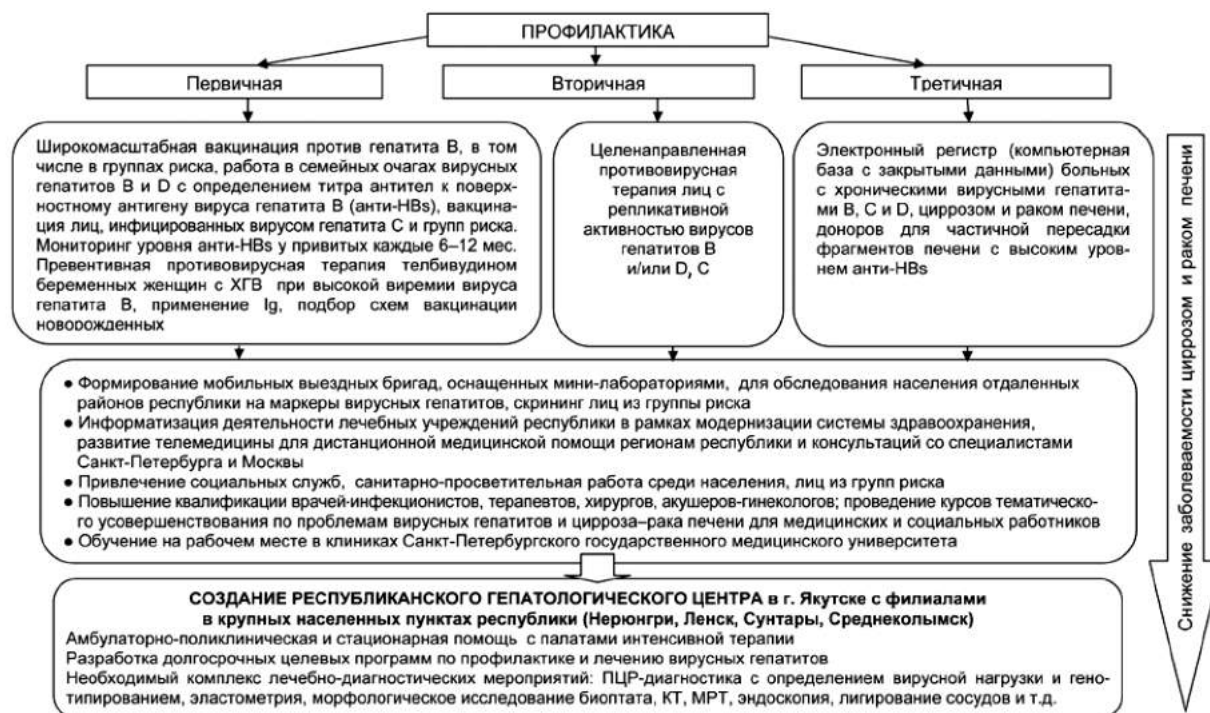 ПРОФИЛАКТИКА
Первичная
Вторичная
Третичная
Широкомасштабная вакцинация против гепатита В, в том
числе в группах риска, работа в семейных очагах вирусных
гепатитов В и D с определением титра антител к поверх-
ностному антигену вируса гепатита В (анти-HBs), вакцина-
ция лиц, инфицированных вирусом гепатита С и групп риска.
Мониторинг уровня анти-HBs у привитых каждые 6–12 мес.
Превентивная противовирусная терапия телбивудином
беременных женщин с ХГВ при высокой виремии вируса
гепатита В, применение Ig, подбор схем вакцинации
новорожденных
Целенаправленная
противовирусная
терапия лиц с
репликативной
активностью вирусов
гепатитов В
и/или D, С
Электронный регистр (компьютерная
база с закрытыми данными) больных
с хроническими вирусными гепатита-
ми В, С и D, циррозом и раком печени,
доноров для частичной пересадки
фрагментов печени с высоким уров-
нем анти-HBs
● Формирование мобильных выездных бригад, оснащенных мини-лабораториями, для обследования населения отдаленных
районов республики на маркеры вирусных гепатитов, скрининг лиц из группы риска
● Информатизация деятельности лечебных учреждений республики в рамках модернизации системы здравоохранения,
развитие телемедицины для дистанционной медицинской помощи регионам республики и консультаций со специалистами
Санкт-Петербурга и Москвы
● Привлечение социальных служб, санитарно-просветительная работа среди населения, лиц из групп риска
● Повышение квалификации врачей-инфекционистов, терапевтов, хирургов, акушеров-гинекологов; проведение курсов тематическо-
го усовершенствования по проблемам вирусных гепатитов и цирроза–рака печени для медицинских и социальных работников
● Обучение на рабочем месте в клиниках Санкт-Петербургского государственного медицинского университета
СОЗДАНИЕ РЕСПУБЛИКАНСКОГО ГЕПАТОЛОГИЧЕСКОГО ЦЕНТРА в г. Якутске с филиалами
в крупных населенных пунктах республики (Нерюнгри, Ленск, Сунтары, Среднеколымск)
Амбулаторно-поликлиническая и стационарная помощь с палатами интенсивной терапии
Разработка долгосрочных целевых программ по профилактике и лечению вирусных гепатитов
Необходимый комплекс лечебно-диагностических мероприятий: ПЦР-диагностика с определением вирусной нагрузки и гено-
типированием, эластометрия, морфологическое исследование биоптата, КТ, МРТ, эндоскопия, лигирование сосудов и т.д.
Снижение заболеваемости циррозом и раком печени